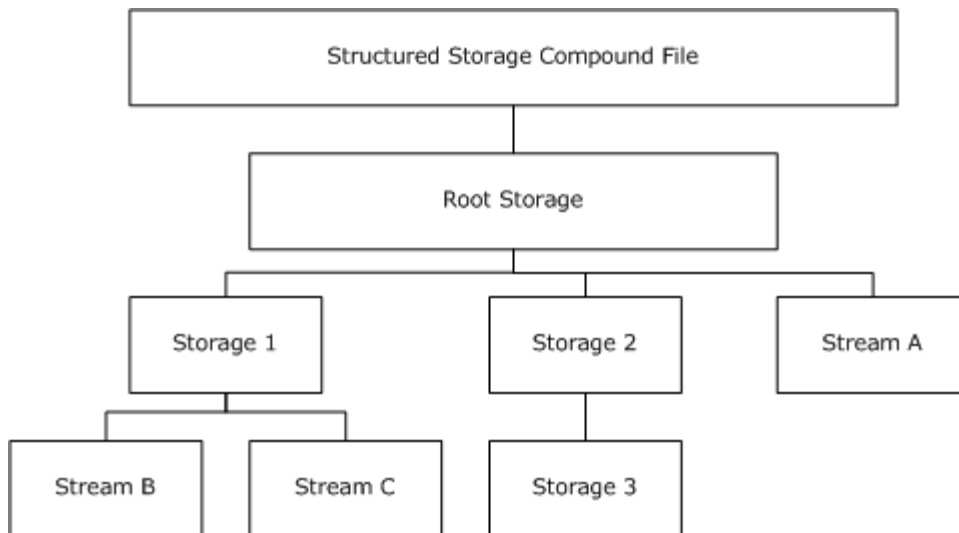 Structured Storage Compound File
Root Storage
Storage 1
Storage 2
Stream A
Stream B
Stream C
Storage 3